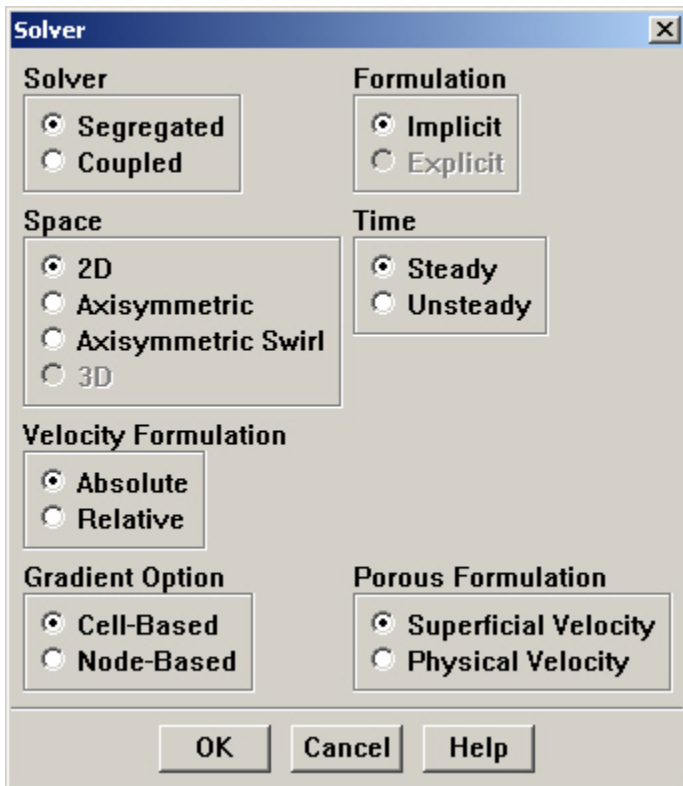 Solver
Solver
Segregated
Coupled
Formulation
Implicit
Explicit
Space
2D
Axisymmetric
Axisymmetric Swirl
3D
Time
Steady
Unsteady
Velocity Formulation
Absolute
Relative
Gradient Option
Cell-Based
Node-Based
Porous Formulation
Superficial Velocity
Physical Velocity
OK
Cancel
Help